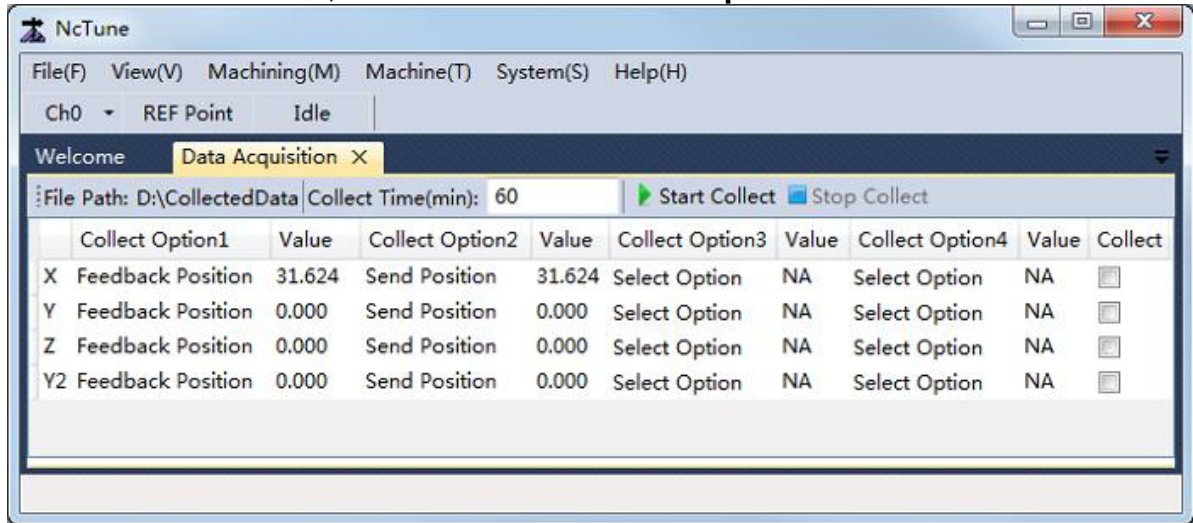 NcTune
File(F) View(V) Machining(M) Machine(T) System(S) Help(H)
Ch0 REF Point Idle
Welcome Data Acquisition
File Path: D:\CollectedData Collect Time(min): 60 Start Collect Stop Collect
Collect Option1 Value Collect Option2 Value Collect Option3 Value Collect Option4 Value Collect
X Feedback Position 31.624 Send Position 31.624 Select Option NA Select Option NA
Y Feedback Position 0.000 Send Position 0.000 Select Option NA Select Option NA
Z Feedback Position 0.000 Send Position 0.000 Select Option NA Select Option NA
Y2 Feedback Position 0.000 Send Position 0.000 Select Option NA Select Option NA